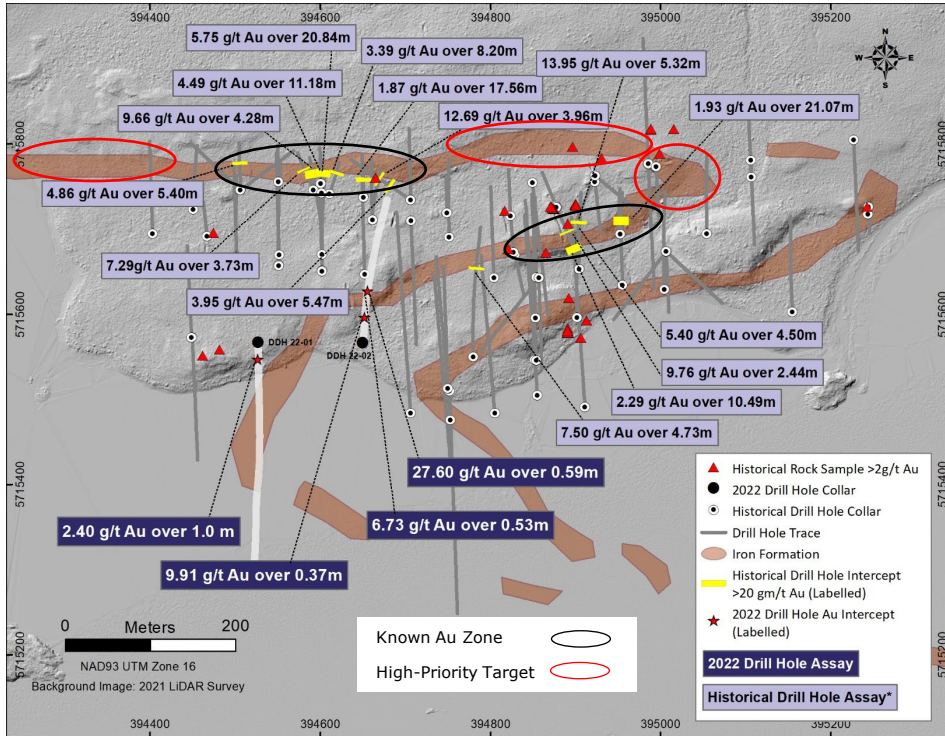 394400
394600
394800
395000
395200
5.75 g/t Au over 20.84m
3.39 g/t Au over 8.20m
4.49 g/t Au over 11.18m
13.95 g/t Au over 5.32m
1.87 g/t Au over 17.56m
9.66 g/t Au over 4.28m
12.69 g/t Au over 3.96m
1.93 g/t Au over 21.07m
N
W
E
S
5715800
5715800
4.86 g/t Au over 5.40m
7.29g/t Au over 3.73m
3.95 g/t Au over 5.47m
5715600
5715600
DDH 22-01
DDH 22-02
5.40 g/t Au over 4.50m
9.76 g/t Au over 2.44m
2.29 g/t Au over 10.49m
7.50 g/t Au over 4.73m
27.60 g/t Au over 0.59m
5715400
5715400
2.40 g/t Au over 1.0 m
6.73 g/t Au over 0.53m
9.91 g/t Au over 0.37m
Historical Rock Sample >2g/t Au
2022 Drill Hole Collar
Historical Drill Hole Collar
Drill Hole Trace
Iron Formation
Historical Drill Hole Intercept
>20 gm/t Au (Labelled)
2022 Drill Hole Au Intercept
(Labelled)
2022 Drill Hole Assay
Historical Drill Hole Assay*
Known Au Zone
High-Priority Target
0
Meters
200
NAD93 UTM Zone 16
Background Image: 2021 LiDAR Survey
5715200
5715200
394400
394600
394800
395000
395200